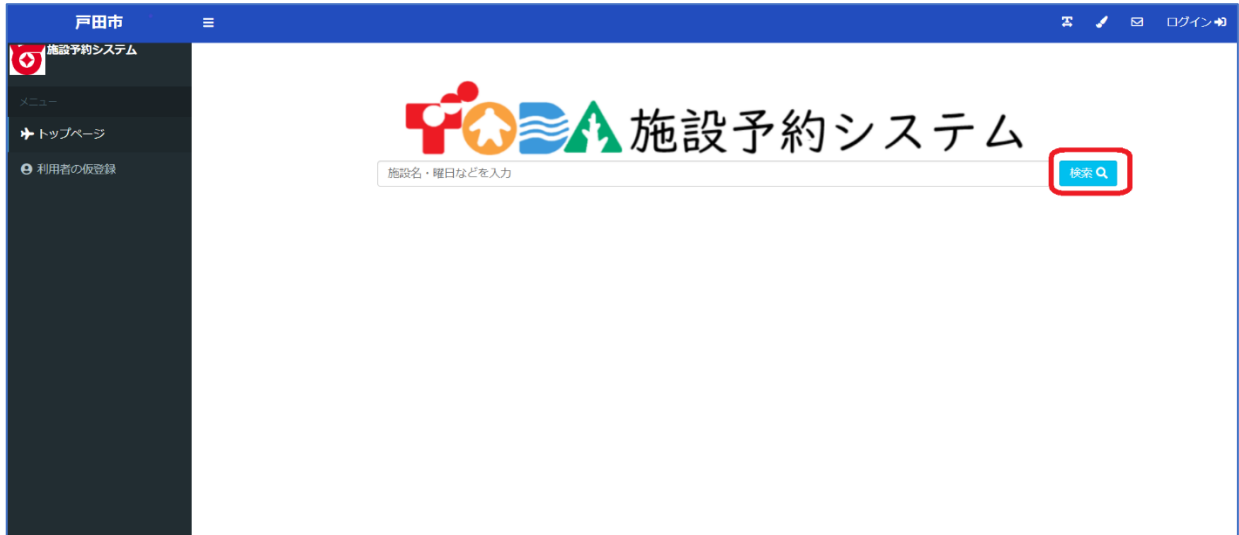 戸田市
ログイン
施設予約システム
メニュー
トップページ
利用者の仮登録
TODA 施設予約システム
施設名・曜日などを入力
検索